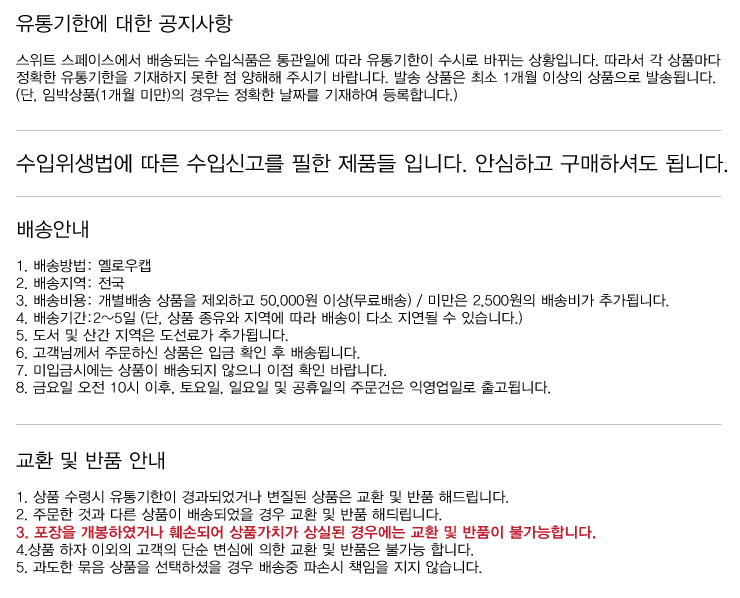 유통기한에 대한 공지사항
스위트 스페이스에서 배송되는 수입식품은 통관일에 따라 유통기한이 수시로 바뀌는 상황입니다. 따라서 각 상품마다
정확한 유통기한을 기재하지 못한 점 양해해 주시기 바랍니다. 발송 상품은 최소 1개월 이상의 상품으로 발송됩니다.
(단, 임박상품(1개월 미만)의 경우는 정확한 날짜를 기재하여 등록합니다.)
수입위생법에 따른 수입신고를 필한 제품들 입니다. 안심하고 구매하셔도 됩니다.
배송안내
1. 배송방법: 옐로우캡
2. 배송지역: 전국
3. 배송비용: 개별배송 상품을 제외하고 50,000원 이상(무료배송) / 미만은 2,500원의 배송비가 추가됩니다.
4. 배송기간:2~5일 (단, 상품 종유와 지역에 따라 배송이 다소 지연될 수 있습니다.)
5. 도서 및 산간 지역은 도선료가 추가됩니다.
6. 고객님께서 주문하신 상품은 입금 확인 후 배송됩니다.
7. 미입금시에는 상품이 배송되지 않으니 이점 확인 바랍니다.
8. 금요일 오전 10시 이후, 토요일, 일요일 및 공휴일의 주문건은 익영업일로 출고됩니다.
교환 및 반품 안내
1. 상품 수령시 유통기한이 경과되었거나 변질된 상품은 교환 및 반품 해드립니다.
2. 주문한 것과 다른 상품이 배송되었을 경우 교환 및 반품 해드립니다.
3. 포장을 개봉하였거나 훼손되어 상품가치가 상실된 경우에는 교환 및 반품이 불가능합니다.
4.상품 하자 이외의 고객의 단순 변심에 의한 교환 및 반품은 불가능 합니다.
5. 과도한 묶음 상품을 선택하셨을 경우 배송중 파손시 책임을 지지 않습니다.